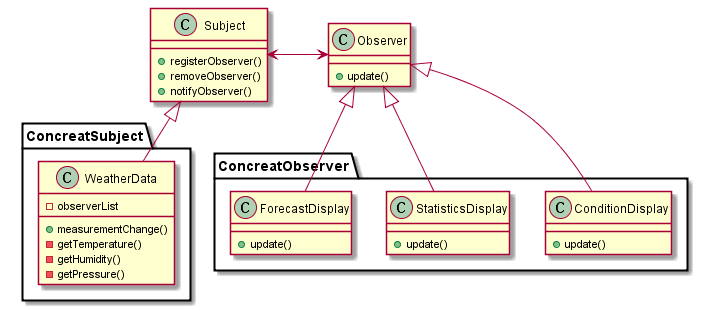 C Subject
registerObserver()
removeObserver()
notifyObserver()
C Observer
update()
ConcreatSubject
C WeatherData
observerList
measurementChange()
getTemperature()
getHumidity()
getPressure()
ConcreatObserver
C ForecastDisplay
update()
C StatisticsDisplay
update()
C ConditionDisplay
update()